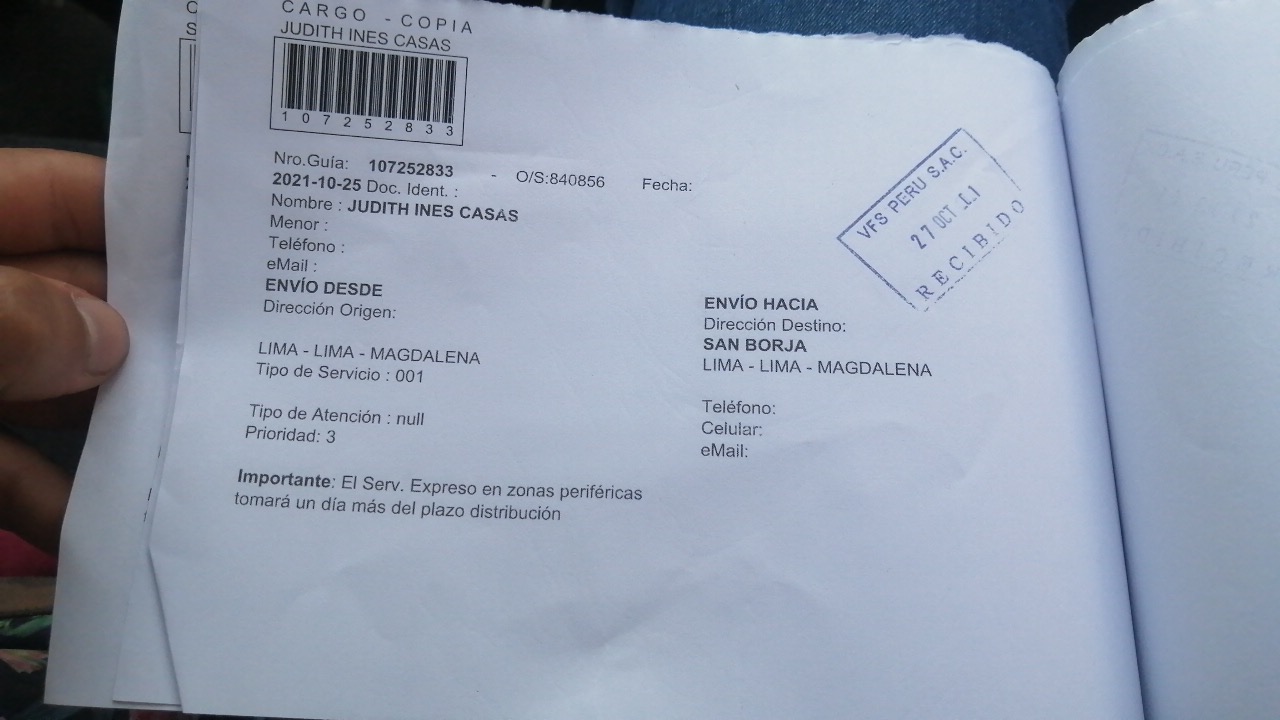 CARGO - COPIA
JUDITH INES CASAS
107252833
Nro.Guía: 107252833 - O/S:840856 Fecha:
2021-10-25 Doc. Ident. :
Nombre : JUDITH INES CASAS
Menor :
Teléfono :
eMail :
ENVÍO DESDE
Dirección Origen:
LIMA - LIMA - MAGDALENA
Tipo de Servicio : 001
Tipo de Atención : null
Prioridad: 3
Importante: El Serv. Expreso en zonas periféricas
tomará un día más del plazo distribución
VFS PERU S.A.C.
27 OCT
RECIBIDO
ENVÍO HACIA
Dirección Destino:
SAN BORJA
LIMA - LIMA - MAGDALENA
Teléfono:
Celular:
eMail: